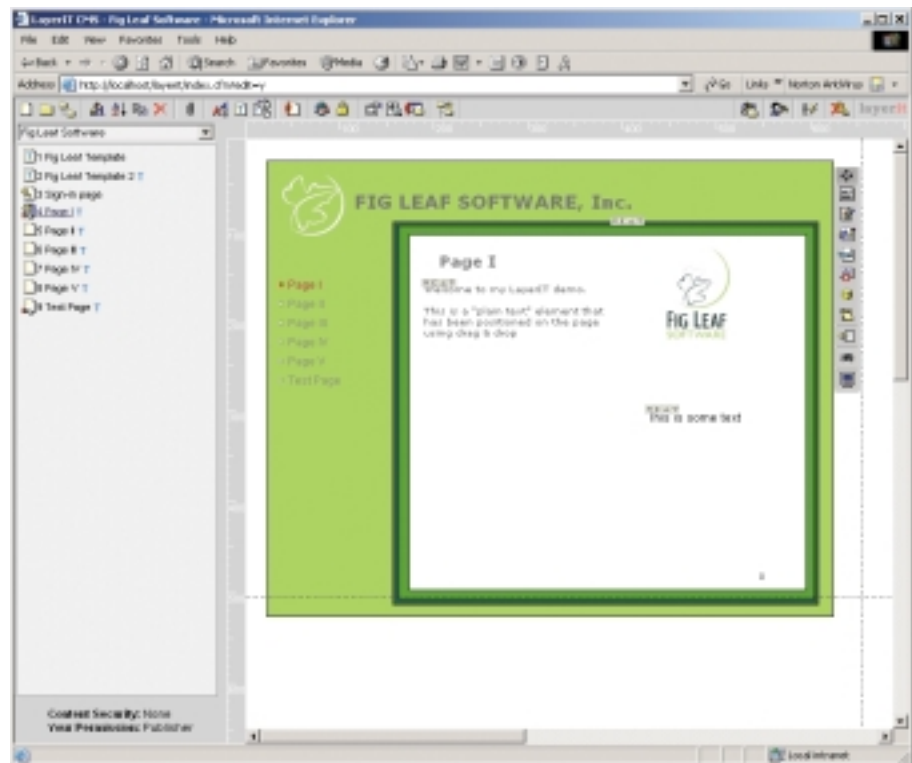 LayerIT CMS - Fig Leaf Software - Microsoft Internet Explorer
File Edit View Favorites Tools Help
Back Search Favorites Media
Address Go Links Norton AntiVirus
layerit
Fig Leaf Software
1 Fig Leaf Template
2 Fig Leaf Template 2 T
3 Sign-in page
4 Page I T
5 Page II T
6 Page III T
7 Page IV T
8 Page V T
9 Test Page T
FIG LEAF SOFTWARE, Inc.
Page I
Page II
Page III
Page IV
Page V
Test Page
Page I
Welcome to my LayerIT demo.
This is a "plain text" element that
has been positioned on the page
using drag & drop
FIG LEAF
SOFTWARE
This is some text
Content Security: None
Your Permissions: Publisher
Local intranet